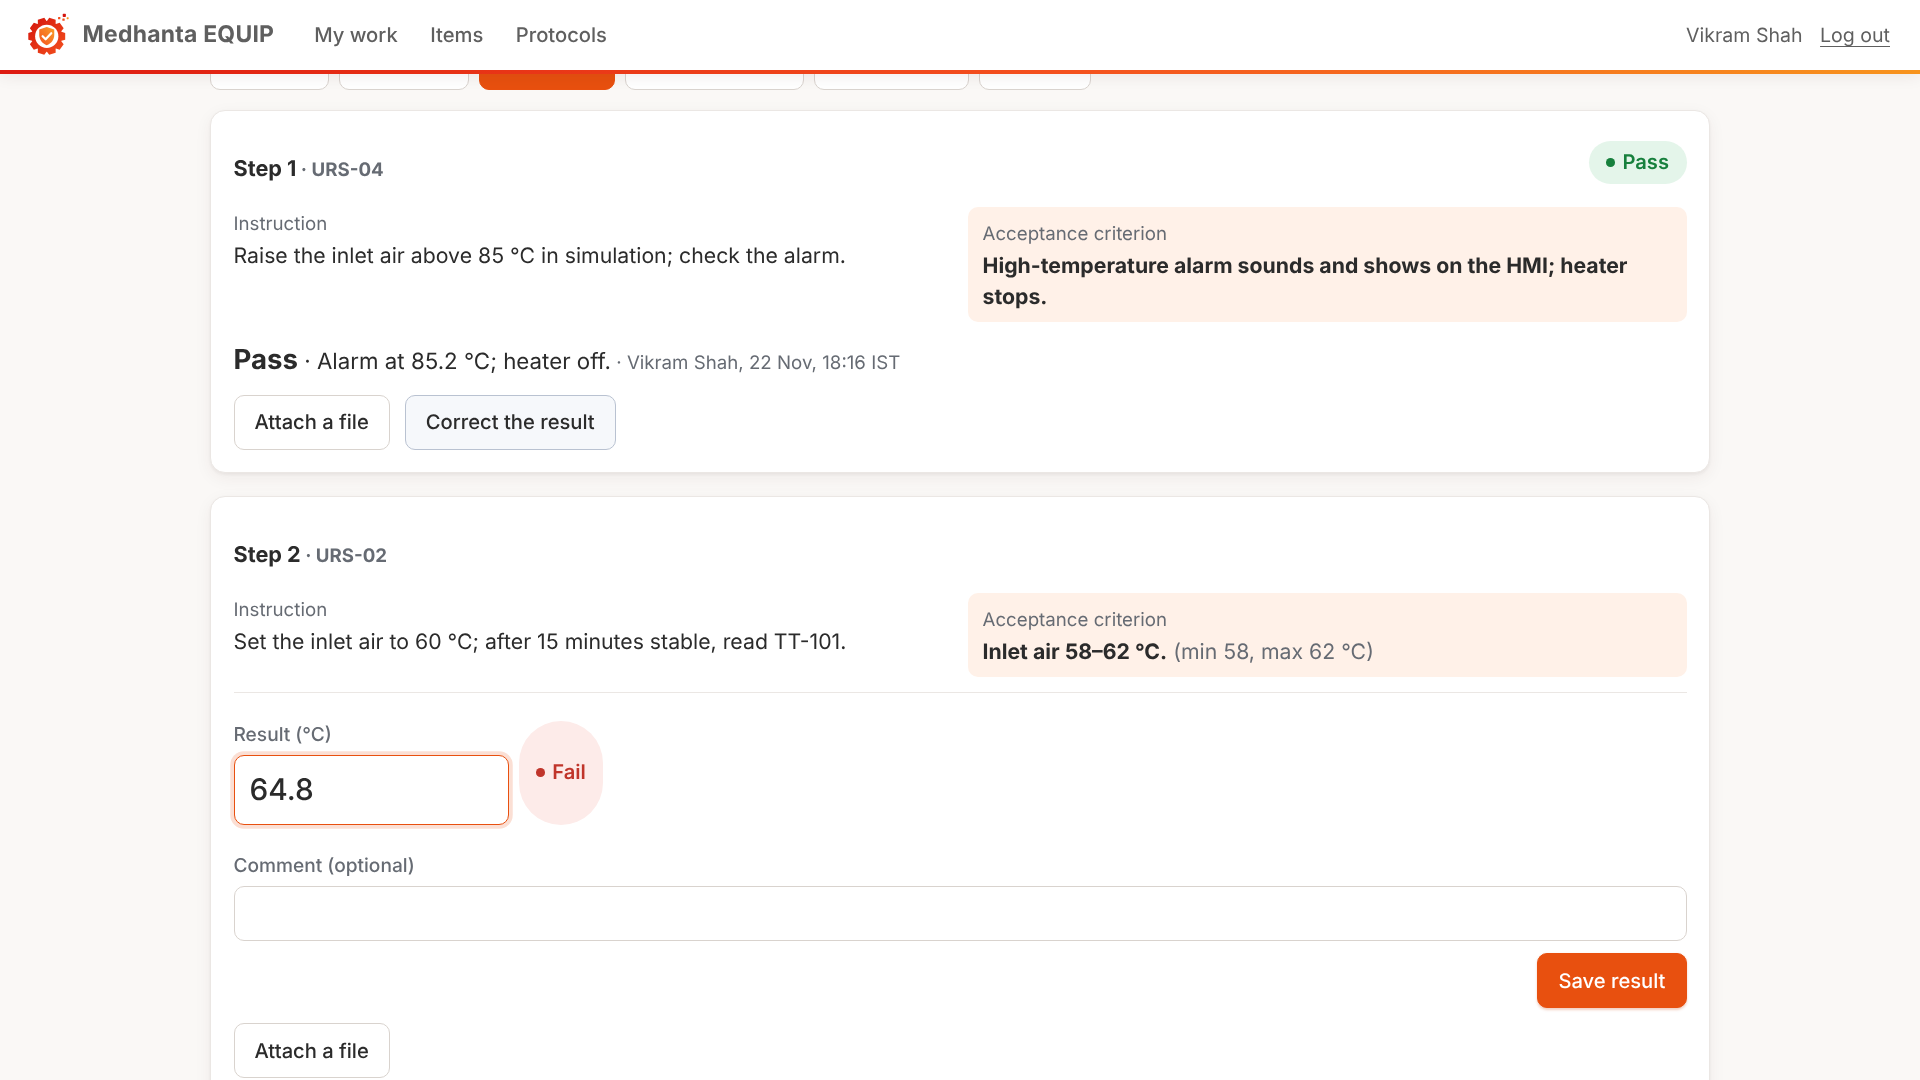 Medhanta EQUIP My work Items Protocols Vikram Shah Log out
Step 1 · URS-04
Pass
Instruction
Raise the inlet air above 85 °C in simulation; check the alarm.
Acceptance criterion
High-temperature alarm sounds and shows on the HMI; heater
stops.
Pass · Alarm at 85.2 °C; heater off. · Vikram Shah, 22 Nov, 18:16 IST
Attach a file Correct the result
Step 2 · URS-02
Instruction
Set the inlet air to 60 °C; after 15 minutes stable, read TT-101.
Acceptance criterion
Inlet air 58–62 °C. (min 58, max 62 °C)
Result (°C)
64.8
Fail
Comment (optional)
Save result
Attach a file